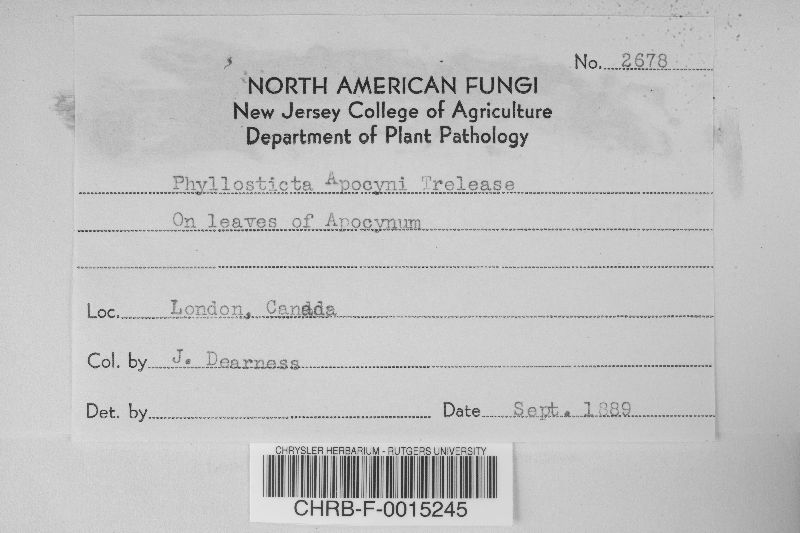 No. 2678
NORTH AMERICAN FUNGI
New Jersey College of Agriculture
Department of Plant Pathology
Phyllosticta Apocyni Trelease
On leaves of Apocynum
Loc. London, Canada
Col. by J. Dearness
Det. by
Date Sept. 1889
CHRYSLER HERBARIUM - RUTGERS UNIVERSITY
CHRB-F-0015245